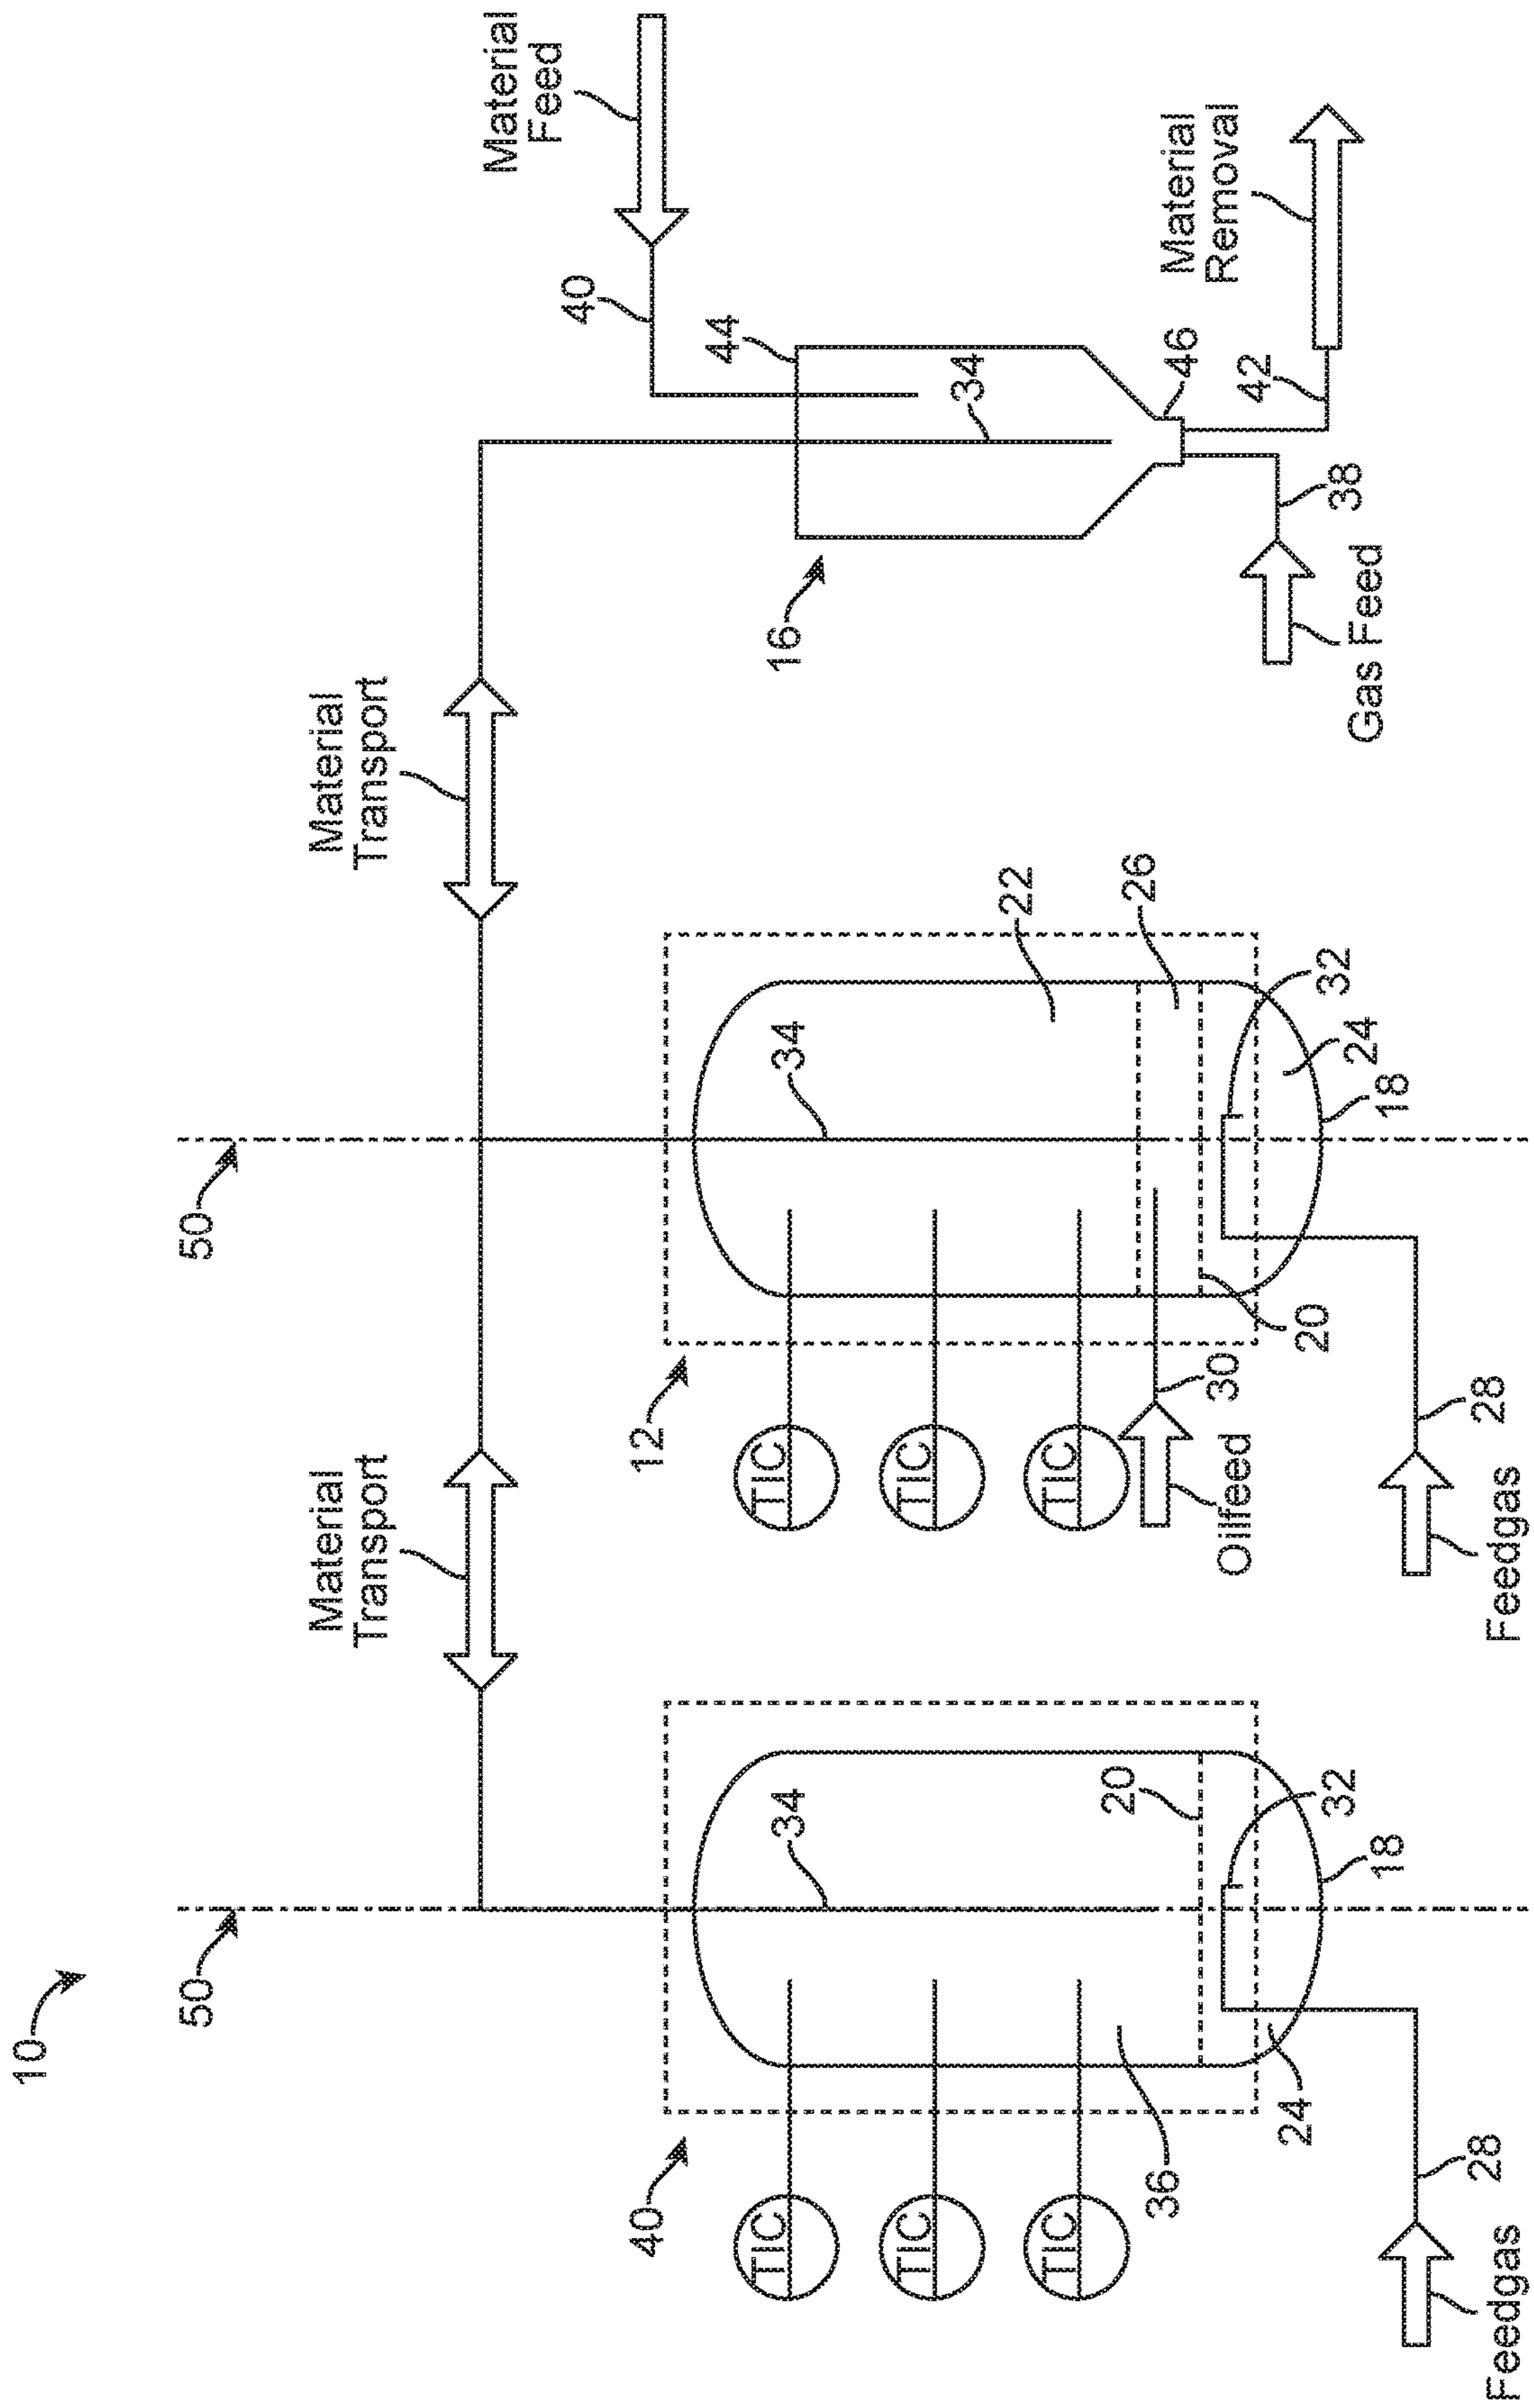 10
50
50
Material
Transport
Material
Transport
Material
Feed
40
44
34
16
46
42
38
Material
Removal
Gas Feed
40
12
34
34
22
26
TIC
TIC
TIC
TIC
TIC
TIC
36
20
20
30
Oilfeed
24
32
18
32
24
18
28
28
Feedgas
Feedgas